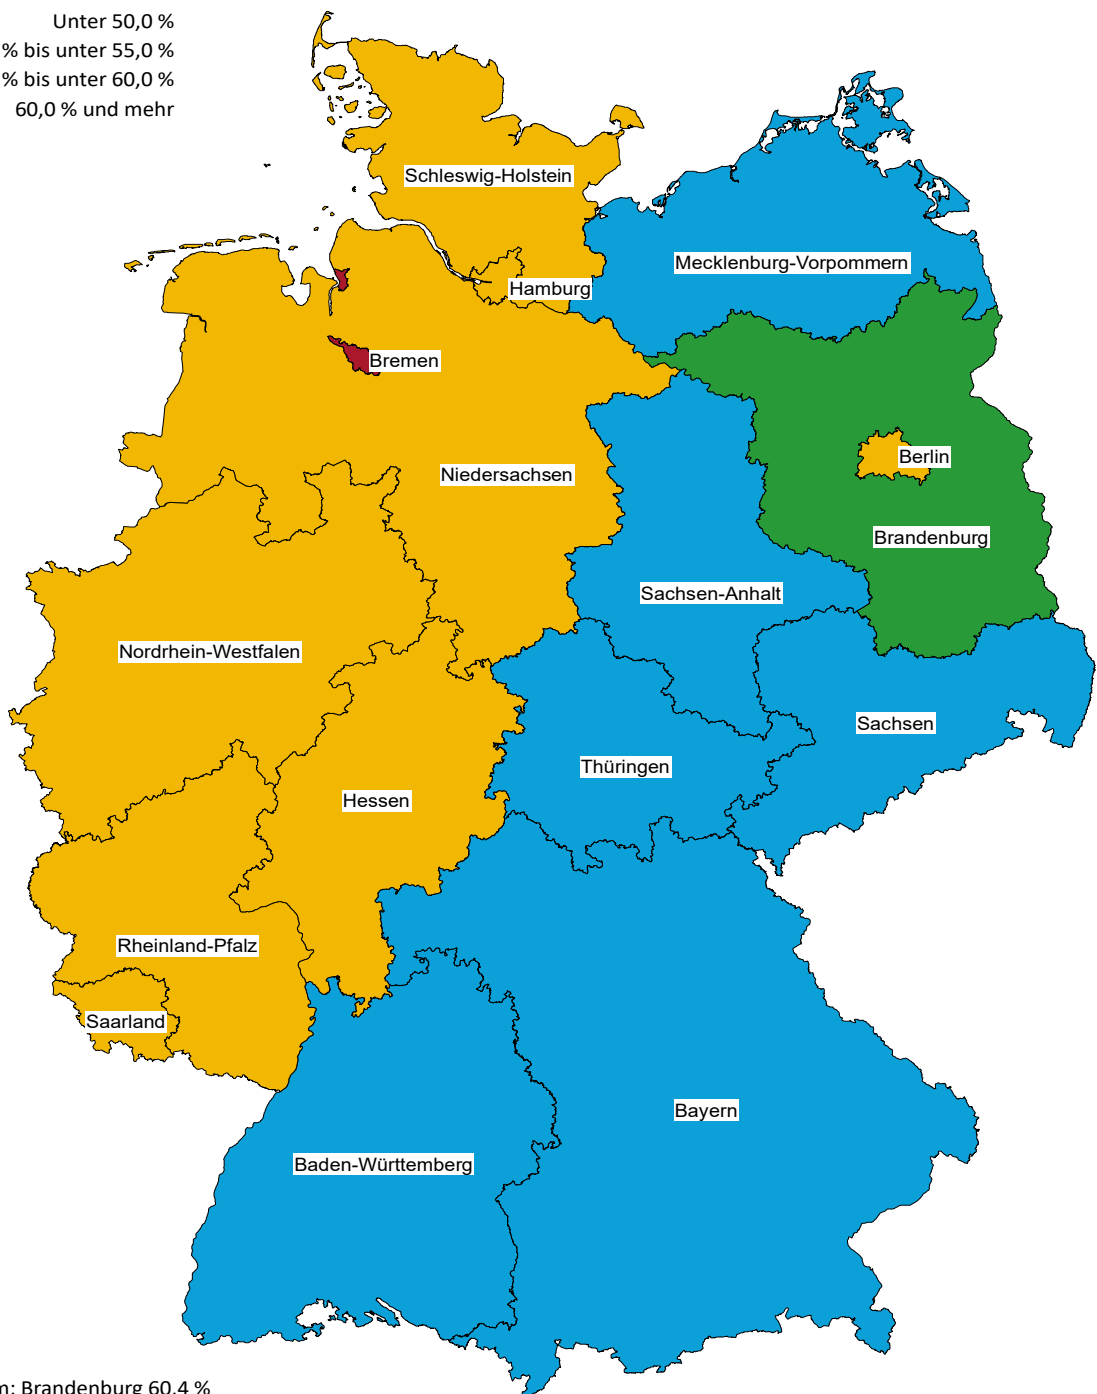 Unter 50,0 %
% bis unter 55,0 %
% bis unter 60,0 %
60,0 % und mehr
Schleswig-Holstein
Mecklenburg-Vorpommern
Hamburg
Bremen
Berlin
Niedersachsen
Brandenburg
Sachsen-Anhalt
Nordrhein-Westfalen
Sachsen
Thüringen
Hessen
Rheinland-Pfalz
Saarland
Bayern
Baden-Württemberg
: Brandenburg 60,4 %